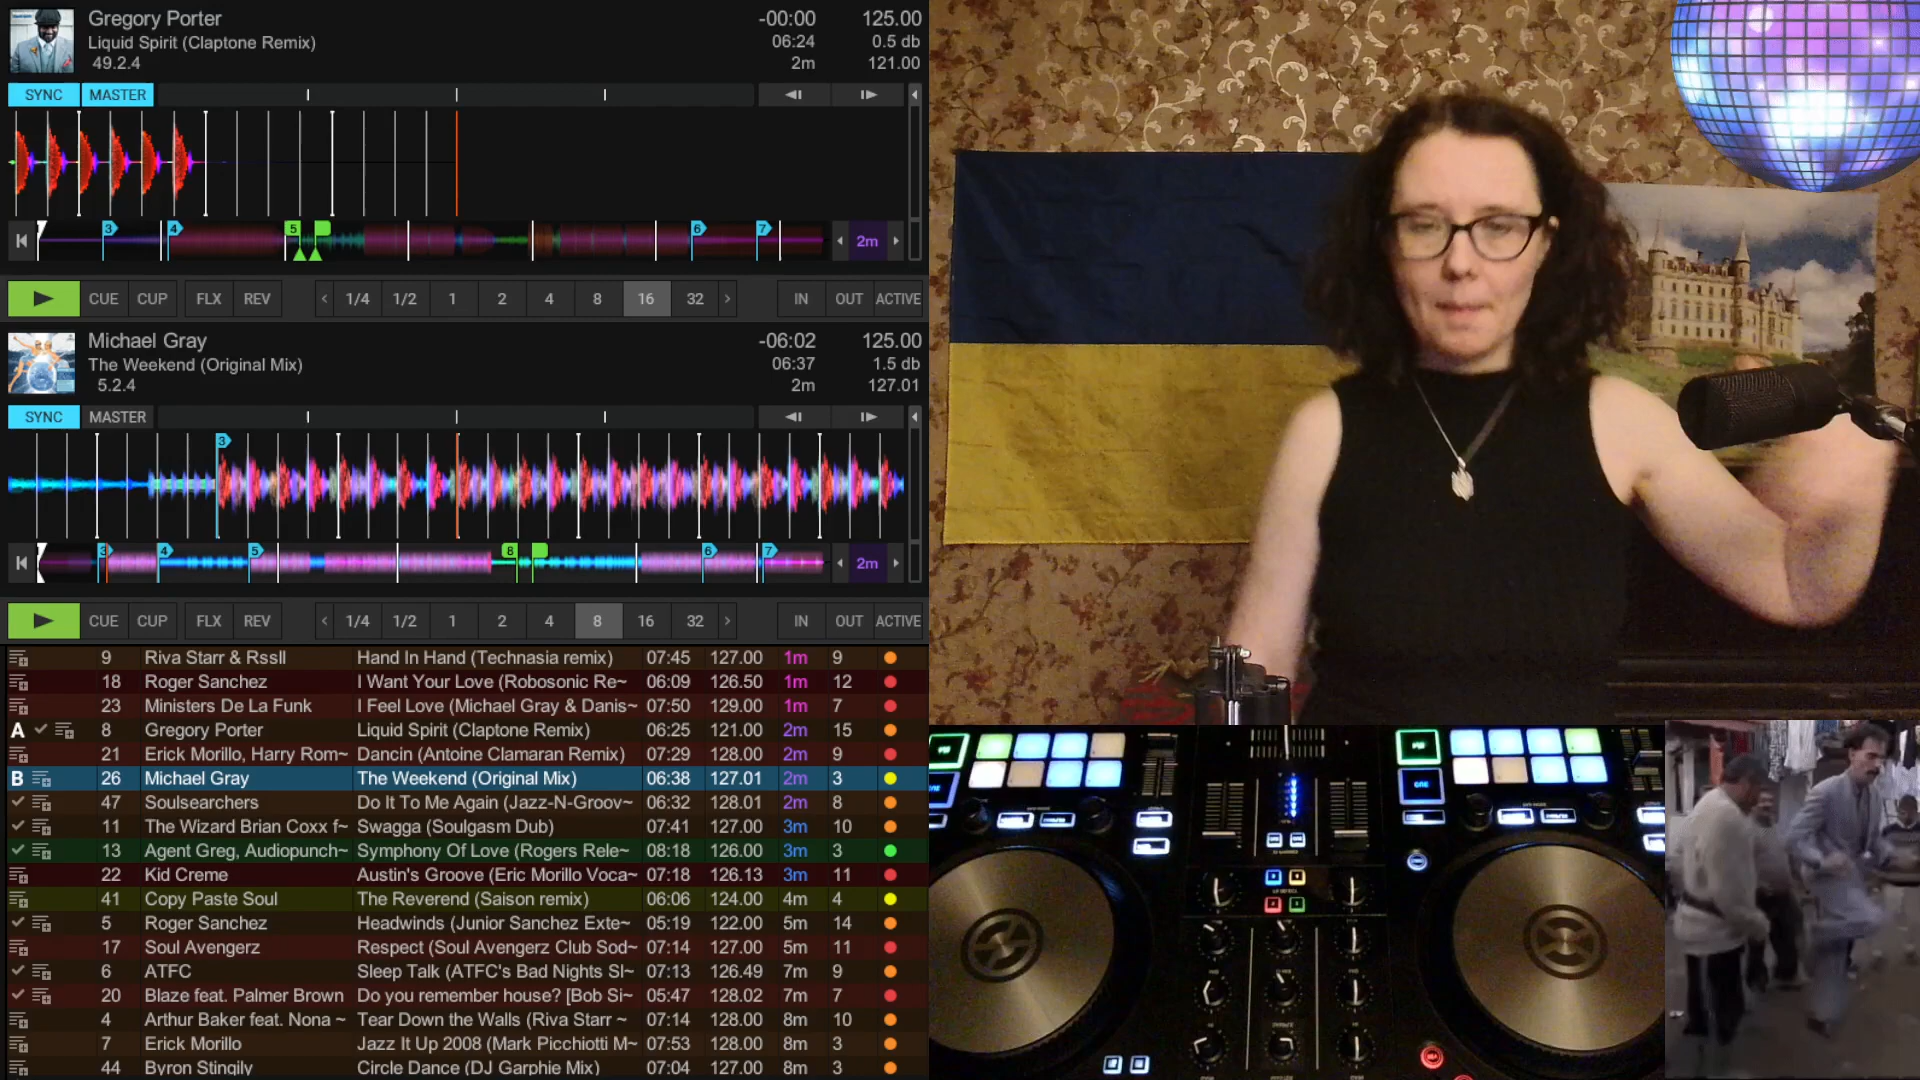 Gregory Porter -00:00 125.00
Liquid Spirit (Claptone Remix) 06:24 0.5 db
49.2.4 2m 121.00
SYNC MASTER
3 4 5 6 7 2m
CUE CUP FLX REV 1/4 1/2 1 2 4 8 16 32 IN OUT ACTIVE
Michael Gray -06:02 125.00
The Weekend (Original Mix) 06:37 1.5 db
5.2.4 2m 127.01
SYNC MASTER
3
3 4 5 8 6 7 2m
CUE CUP FLX REV 1/4 1/2 1 2 4 8 16 32 IN OUT ACTIVE
9 Riva Starr & Rssll Hand In Hand (Technasia remix) 07:45 127.00 1m 9
18 Roger Sanchez I Want Your Love (Robosonic Re~ 06:09 126.50 1m 12
23 Ministers De La Funk I Feel Love (Michael Gray & Danis~ 07:50 129.00 1m 7
A 8 Gregory Porter Liquid Spirit (Claptone Remix) 06:25 121.00 2m 15
21 Erick Morillo, Harry Rom~ Dancin (Antoine Clamaran Remix) 07:29 128.00 2m 9
B 26 Michael Gray The Weekend (Original Mix) 06:38 127.01 2m 3
47 Soulsearchers Do It To Me Again (Jazz-N-Groov~ 06:32 128.01 2m 8
11 The Wizard Brian Coxx f~ Swagga (Soulgasm Dub) 07:41 127.00 3m 10
13 Agent Greg, Audiopunch~ Symphony Of Love (Rogers Rele~ 08:18 126.00 3m 3
22 Kid Creme Austin's Groove (Eric Morillo Voca~ 07:18 126.13 3m 11
41 Copy Paste Soul The Reverend (Saison remix) 06:06 124.00 4m 4
5 Roger Sanchez Headwinds (Junior Sanchez Exte~ 05:19 122.00 5m 14
17 Soul Avengerz Respect (Soul Avengerz Club Sod~ 07:14 127.00 5m 11
6 ATFC Sleep Talk (ATFC's Bad Nights Sl~ 07:13 126.49 7m 9
20 Blaze feat. Palmer Brown Do you remember house? [Bob Si~ 05:47 128.02 7m 7
4 Arthur Baker feat. Nona ~ Tear Down the Walls (Riva Starr ~ 07:14 128.00 8m 10
7 Erick Morillo Jazz It Up 2008 (Mark Picchiotti M~ 07:53 128.00 8m 3
44 Byron Stingily Circle Dance (DJ Garphie Mix) 07:04 127.00 8m 3